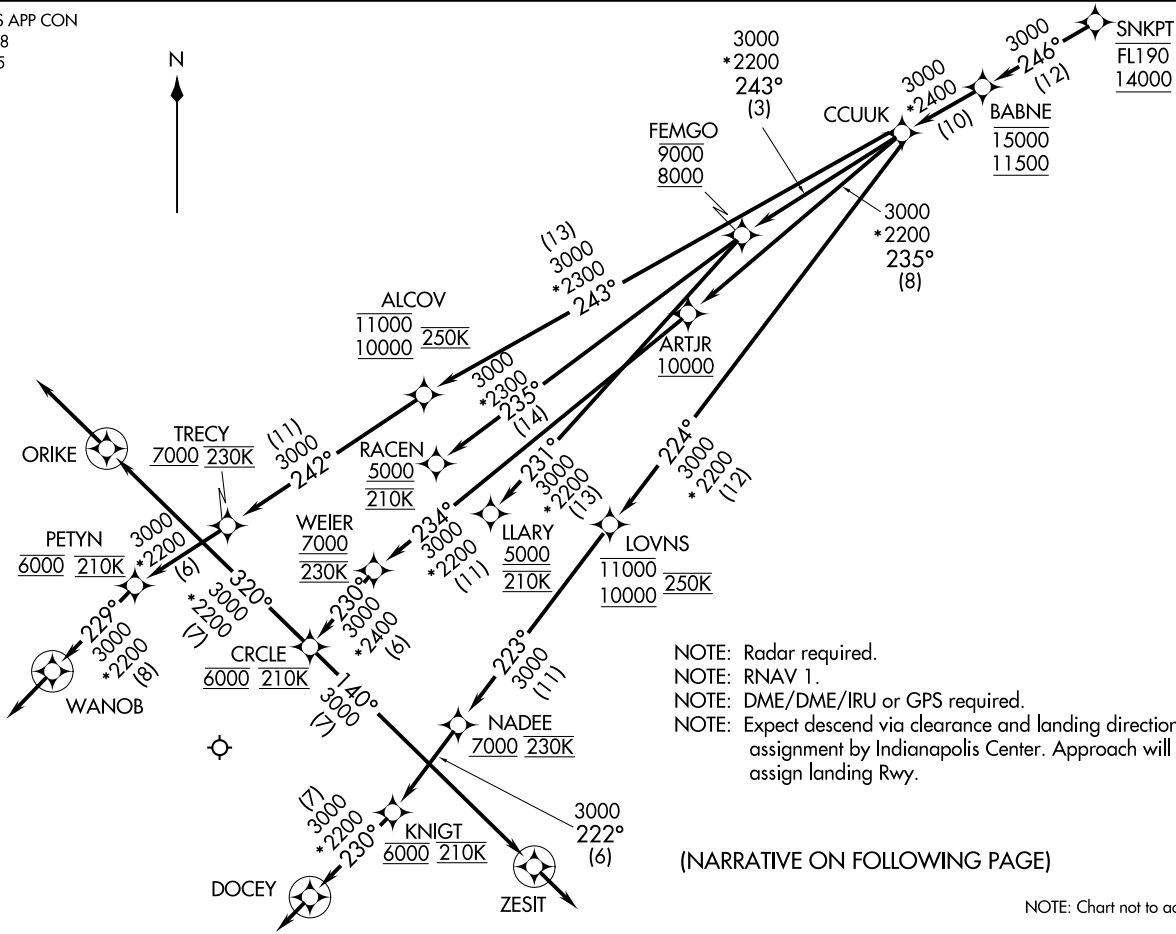 S APP CON
8
5
N
3000
246°
(12)
SNKPT
FL190
14000
3000
*2400
(10)
BABNE
15000
11500
3000
*2200
243°
(3)
CCUUK
FEMGO
9000
8000
3000
*2200
235°
(8)
(13)
3000
*2300
243°
ALCOV
11000
10000
250K
ARTJR
10000
3000
*2300
235°
(14)
TRECY
7000 230K
(11)
3000
242°
ORIKE
RACEN
5000
210K
231°
3000
*2200
(13)
224°
3000
*2200
(12)
WEIER
7000
230K
234°
3000
*2200
(11)
LLARY
5000
210K
LOVNS
11000
10000
250K
PETYN
6000 210K
3000
*2200
(6)
320°
3000
*2200
(7)
230°
3000
*2400
(6)
229°
3000
*2200
(8)
CRCLE
6000 210K
223°
3000
(11)
WANOB
140°
3000
(7)
NADEE
7000 230K
NOTE: Radar required.
NOTE: RNAV 1.
NOTE: DME/DME/IRU or GPS required.
NOTE: Expect descend via clearance and landing direction
assignment by Indianapolis Center. Approach will
assign landing Rwy.
(7)
3000
*2200
230°
3000
222°
(6)
KNIGT
6000 210K
DOCEY
ZESIT
(NARRATIVE ON FOLLOWING PAGE)
NOTE: Chart not to